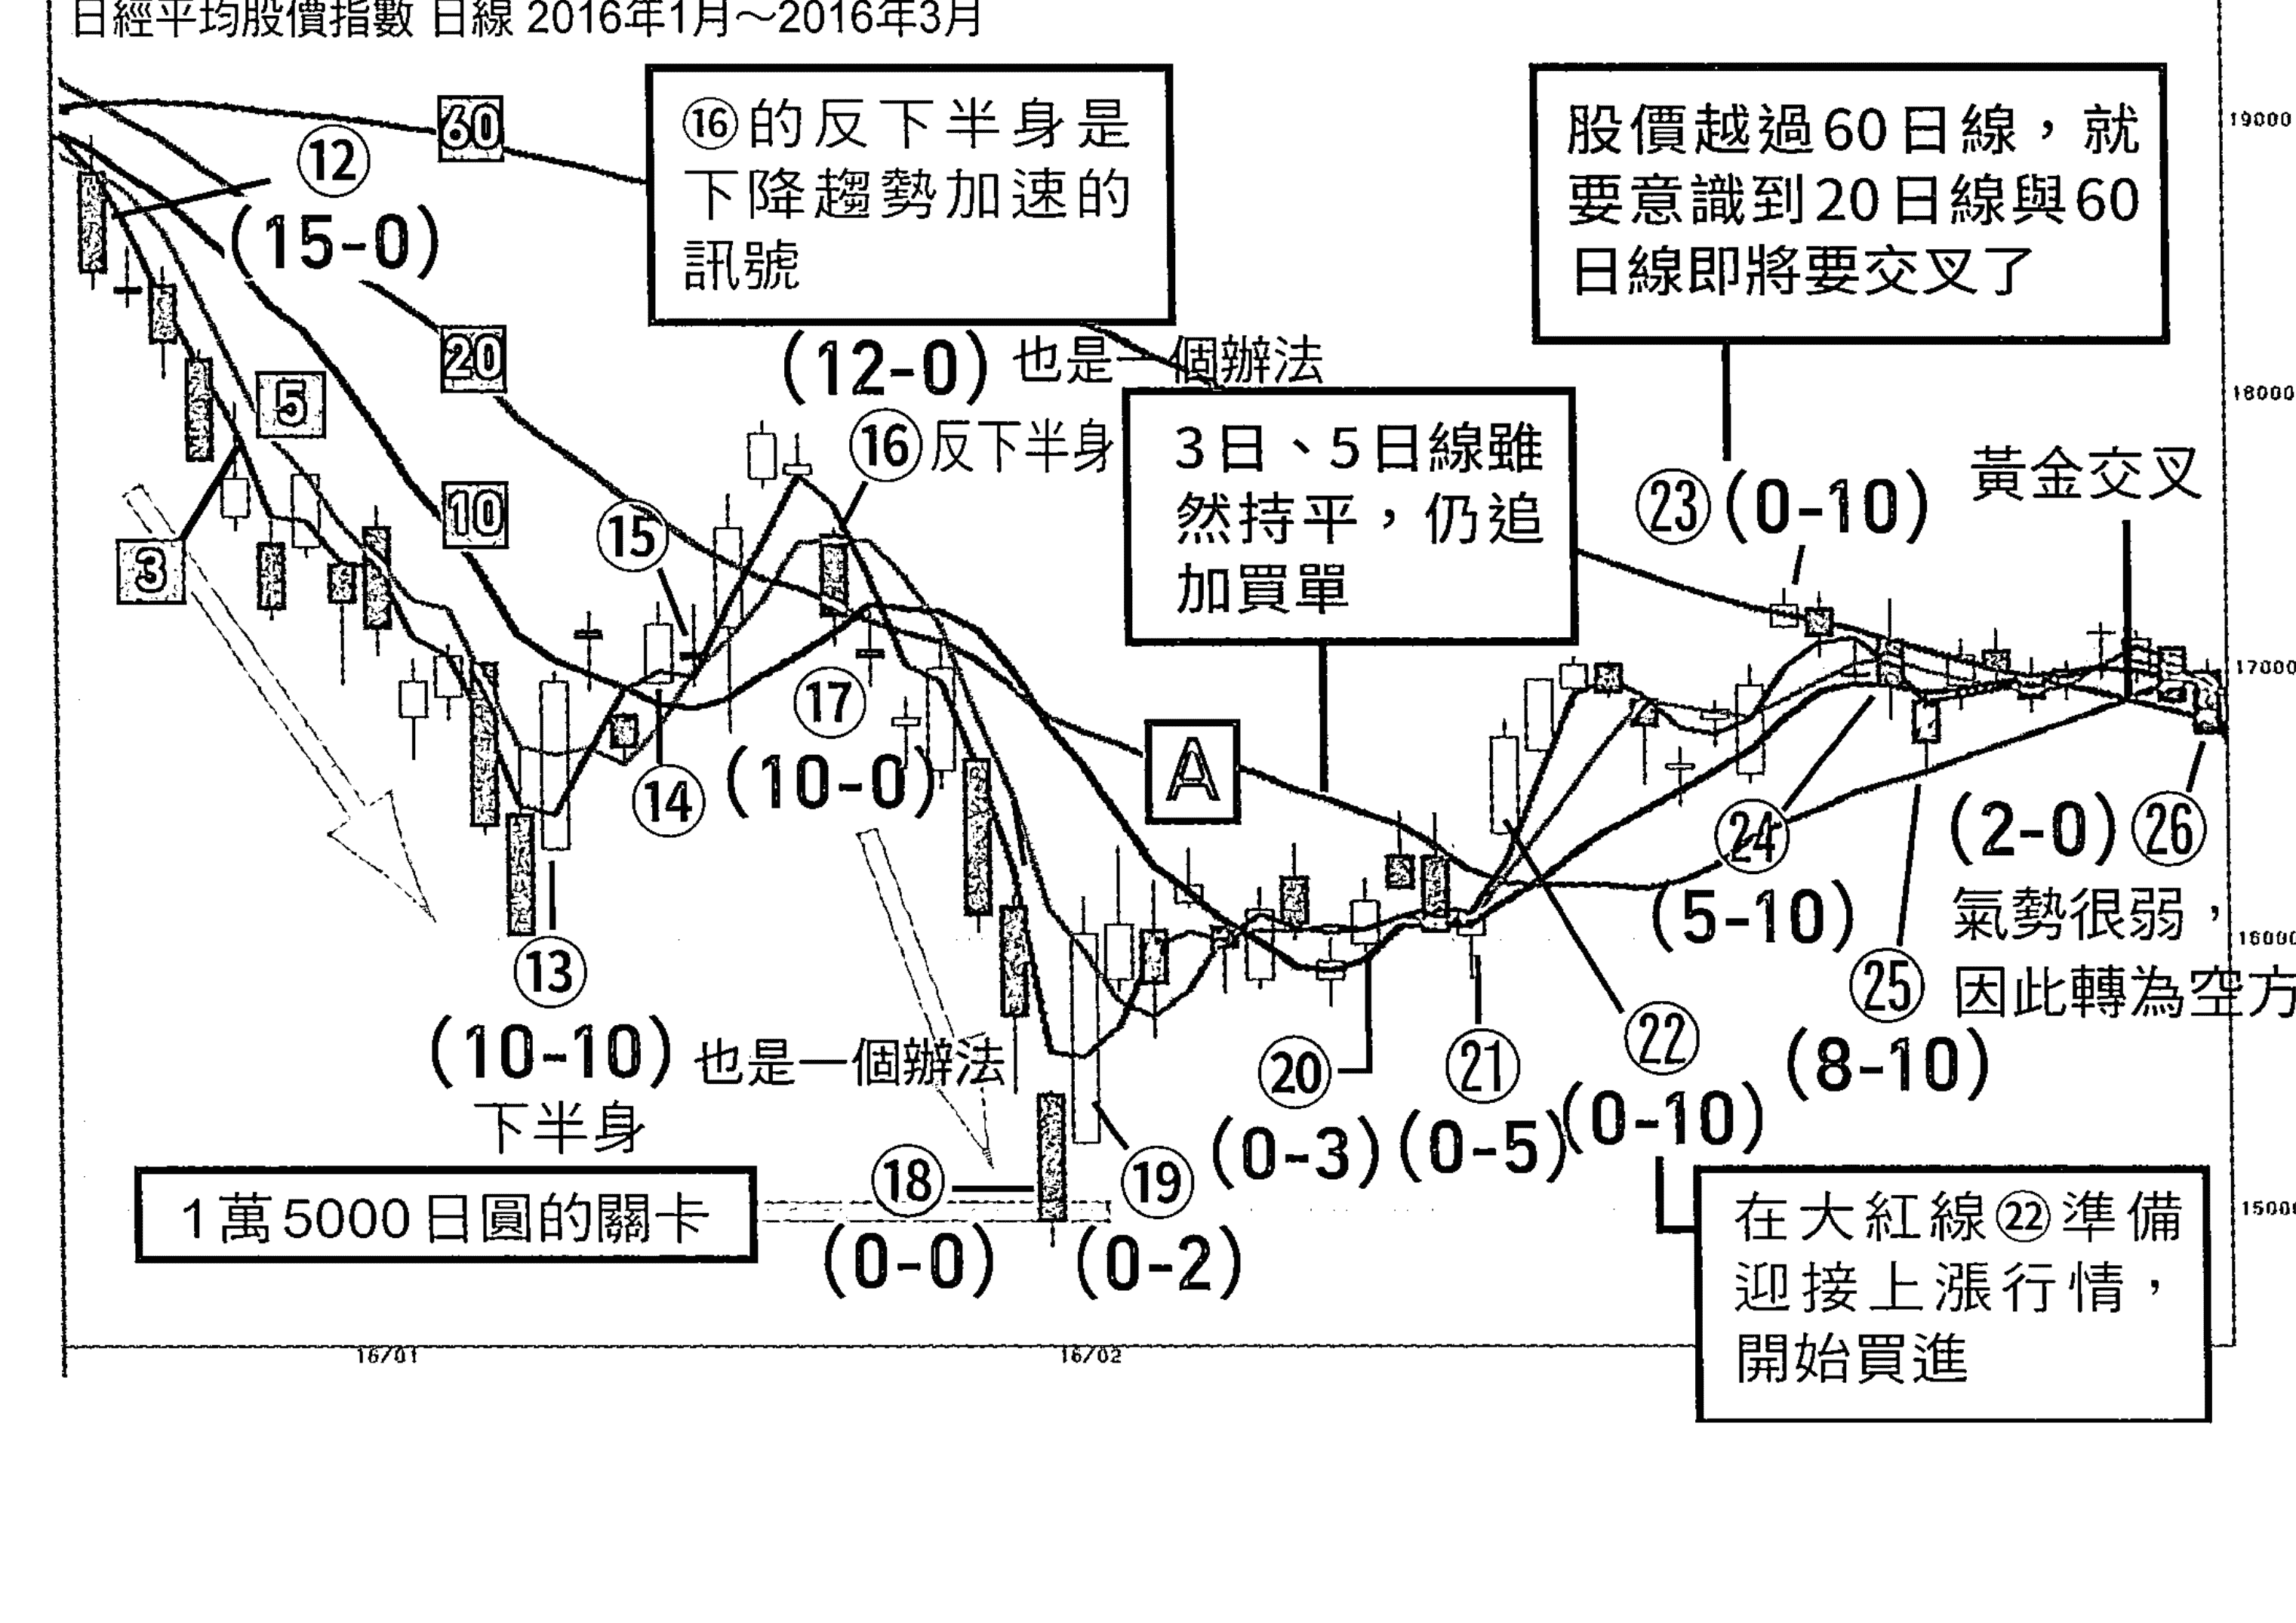 日經平均股價指數 日線 2016年1月～2016年3月
60
⑯的反下半身是
下降趨勢加速的
訊號
股價越過60日線，就
要意識到20日線與60
日線即將要交叉了
19000
⑫
(15-0)
20
(12-0) 也是一個辦法
18000
5
⑯反下半身
3日、5日線雖
然持平，仍追
加買單
㉓(0-10)
黃金交叉
10
⑮
3
17000
⑰
(10-0)
⑭
A
㉔
(5-10)
(2-0)㉖
氣勢很弱，
因此轉為空方
16000
⑬
(10-10) 也是一個辦法
下半身
㉕
(8-10)
⑳
(0-3)
㉑
(0-5)
㉒
(0-10)
1萬5000日圓的關卡
⑱
(0-0)
⑲
(0-2)
15000
在大紅線㉒準備
迎接上漲行情，
開始買進
16/01
16/02